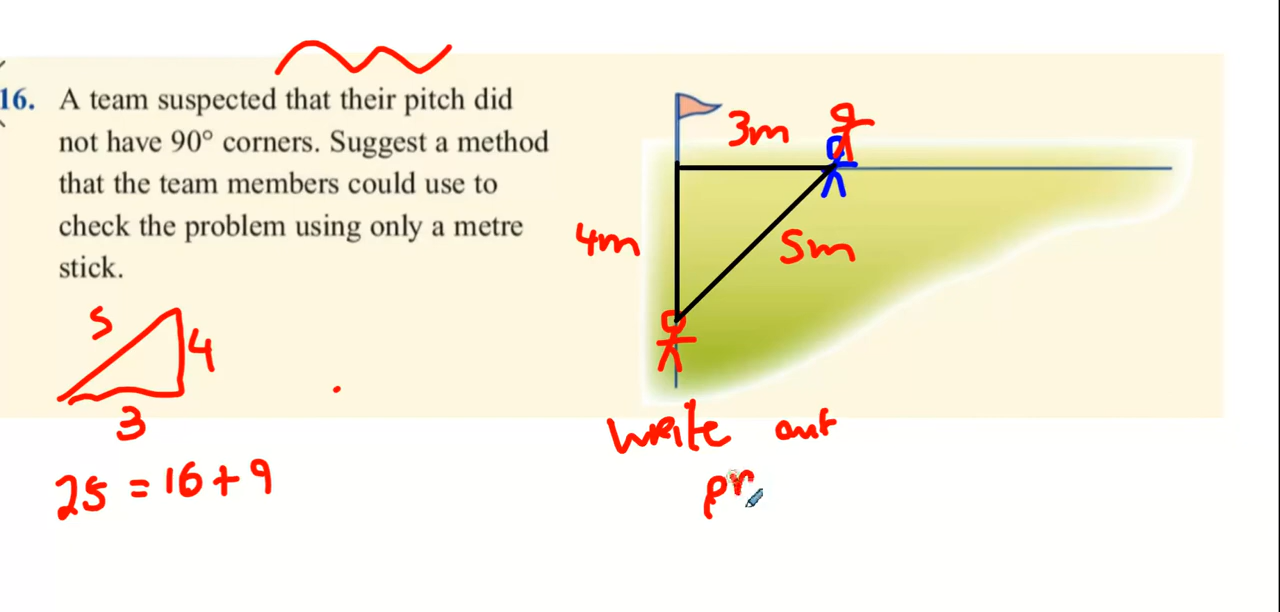 16. A team suspected that their pitch did
not have 90° corners. Suggest a method
that the team members could use to
check the problem using only a metre
stick.
3m
4m
5m
5
4
3
25 = 16 + 9
write out
pr